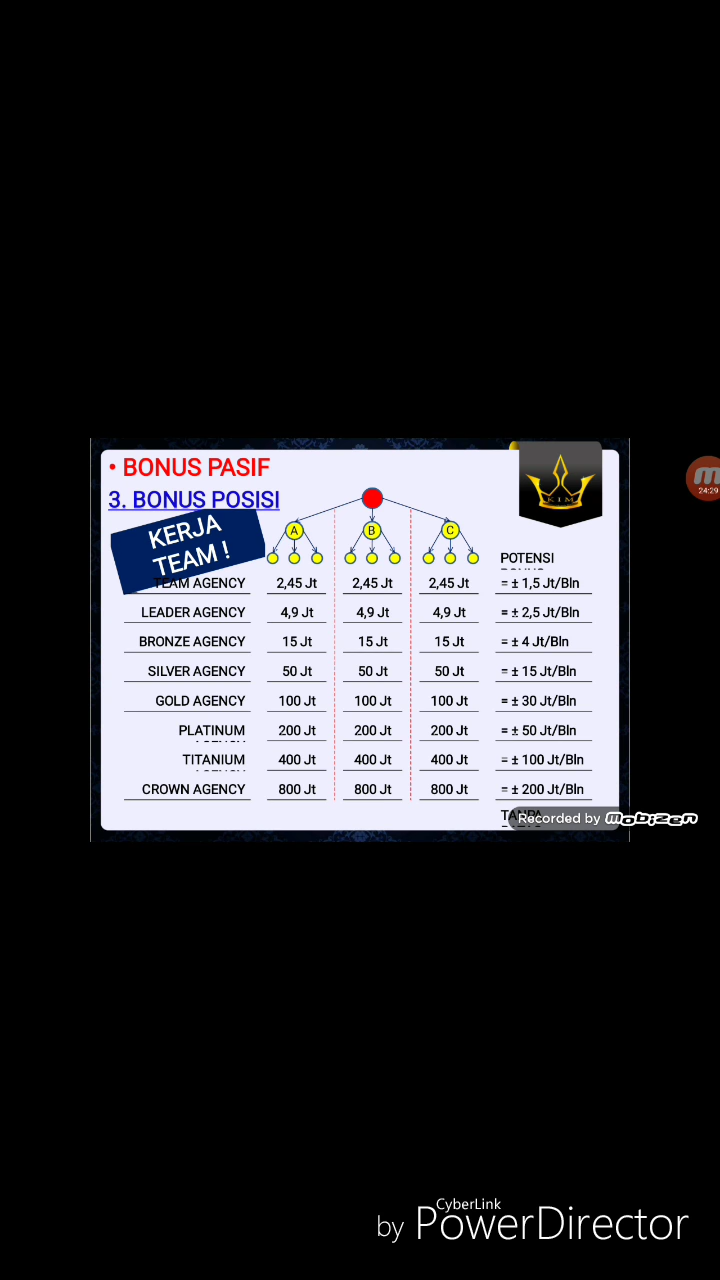 • BONUS PASIF
3. BONUS POSISI
KIM
24:29
KERJA
TEAM !
A
B
C
POTENSI
TEAM AGENCY 2,45 Jt 2,45 Jt 2,45 Jt = ± 1,5 Jt/Bln
LEADER AGENCY 4,9 Jt 4,9 Jt 4,9 Jt = ± 2,5 Jt/Bln
BRONZE AGENCY 15 Jt 15 Jt 15 Jt = ± 4 Jt/Bln
SILVER AGENCY 50 Jt 50 Jt 50 Jt = ± 15 Jt/Bln
GOLD AGENCY 100 Jt 100 Jt 100 Jt = ± 30 Jt/Bln
PLATINUM 200 Jt 200 Jt 200 Jt = ± 50 Jt/Bln
TITANIUM 400 Jt 400 Jt 400 Jt = ± 100 Jt/Bln
CROWN AGENCY 800 Jt 800 Jt 800 Jt = ± 200 Jt/Bln
TANPA
Recorded by mobizen
CyberLink
by PowerDirector